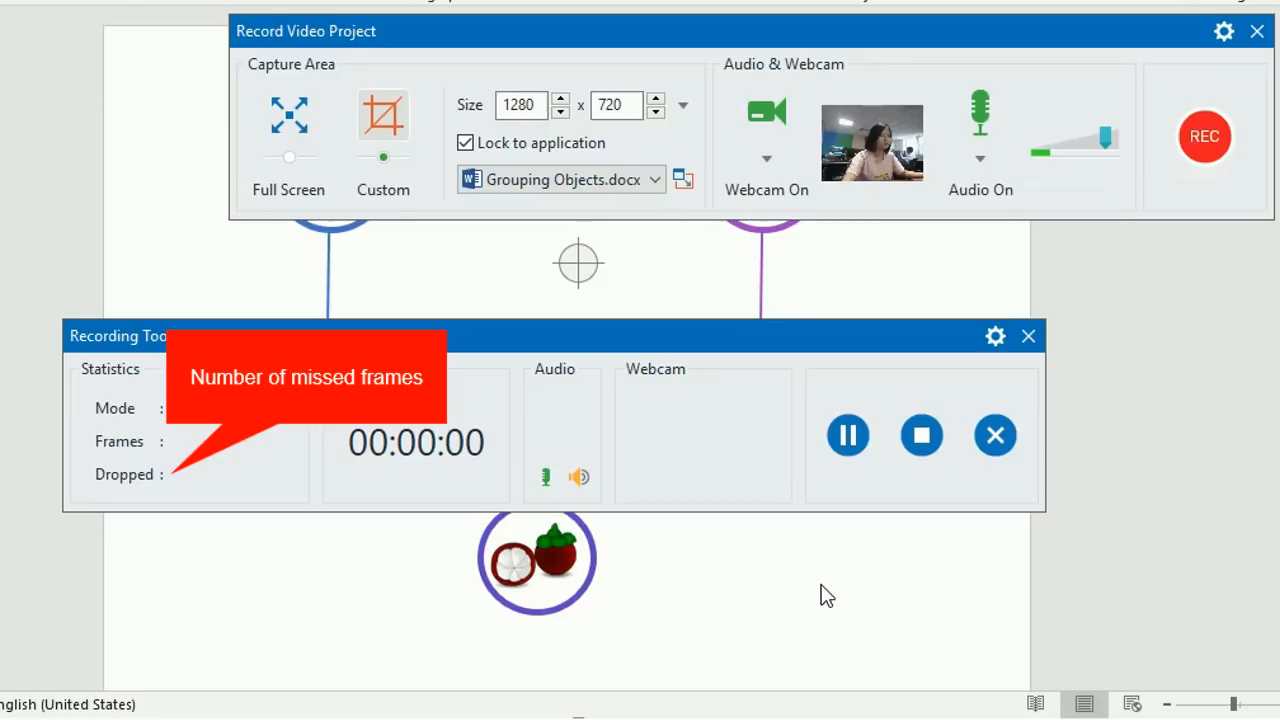 Record Video Project
Capture Area
Full Screen
Custom
Size 1280 x 720
Lock to application
Grouping Objects.docx
Audio & Webcam
Webcam On
Audio On
REC
Recording Too
Number of missed frames
Statistics
Mode :
Frames :
Dropped :
00:00:00
Audio
Webcam
nglish (United States)